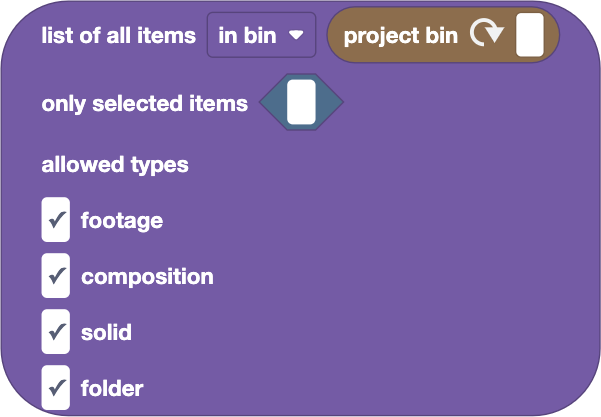 list of all items in bin project bin
only selected items
allowed types
✓ footage
✓ composition
✓ solid
✓ folder